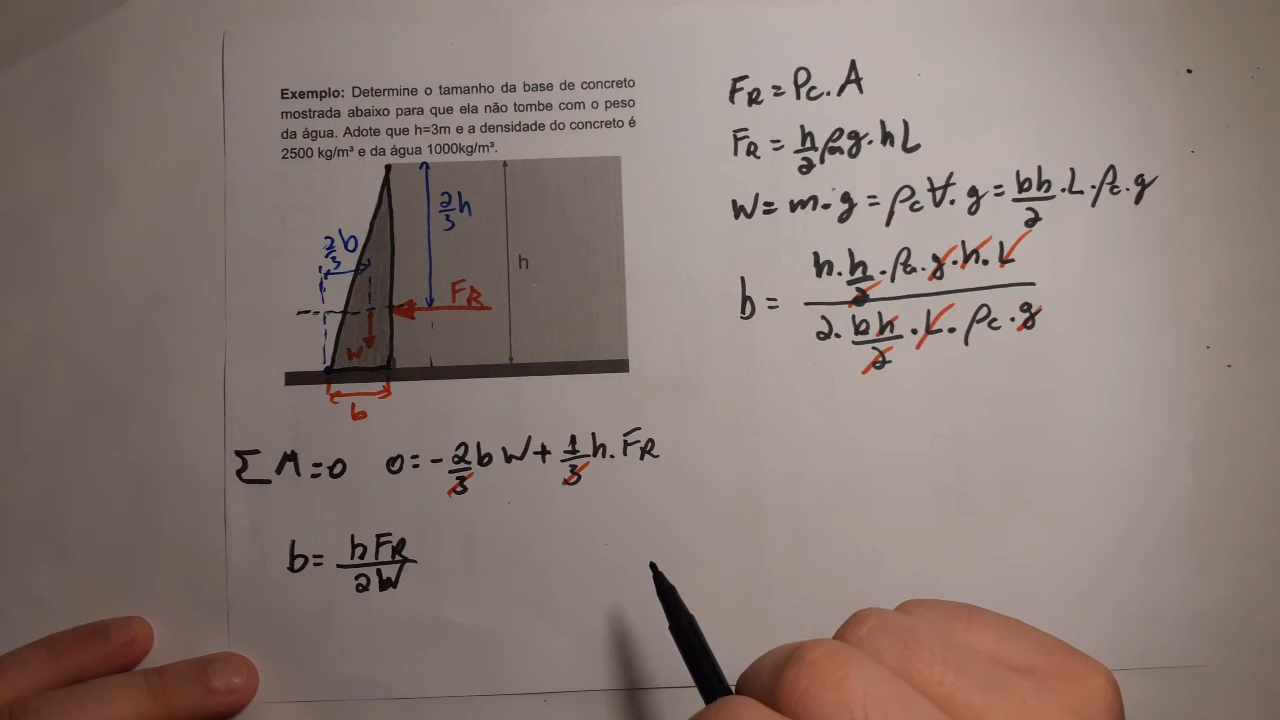 Exemplo: Determine o tamanho da base de concreto
mostrada abaixo para que ela não tombe com o peso
da água. Adote que h=3m e a densidade do concreto é
2500 kg/m³ e da água 1000kg/m³.
2/3 h
2/3 b
h
FR
W
b
ΣM=0 0=-2/3 b W+1/3 h.FR
b= hFR/2W
FR=Pc.A
FR=h/2 ρag.hL
W=m.g=ρc∀.g=bh/2.L.ρc.g
b= h.h/2.ρa.g.h.L / 2.bh/2.L.ρc.g